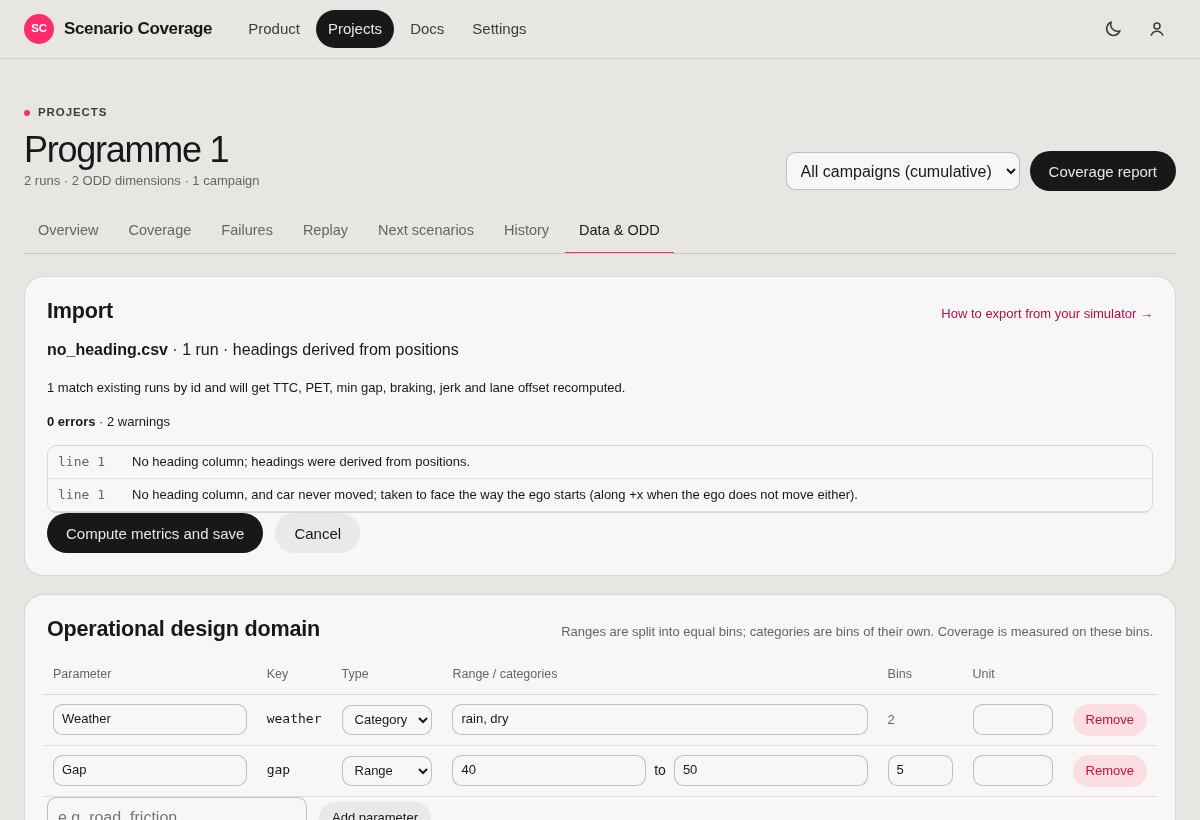 SC Scenario Coverage Product Projects Docs Settings
PROJECTS
Programme 1
2 runs · 2 ODD dimensions · 1 campaign
All campaigns (cumulative) Coverage report
Overview Coverage Failures Replay Next scenarios History Data & ODD
Import
How to export from your simulator →
no_heading.csv · 1 run · headings derived from positions
1 match existing runs by id and will get TTC, PET, min gap, braking, jerk and lane offset recomputed.
0 errors · 2 warnings
line 1 No heading column; headings were derived from positions.
line 1 No heading column, and car never moved; taken to face the way the ego starts (along +x when the ego does not move either).
Compute metrics and save Cancel
Operational design domain
Ranges are split into equal bins; categories are bins of their own. Coverage is measured on these bins.
Parameter Key Type Range / categories Bins Unit
Weather weather Category rain, dry 2 Remove
Gap gap Range 40 to 50 5 Remove
e.g. road_friction Add parameter